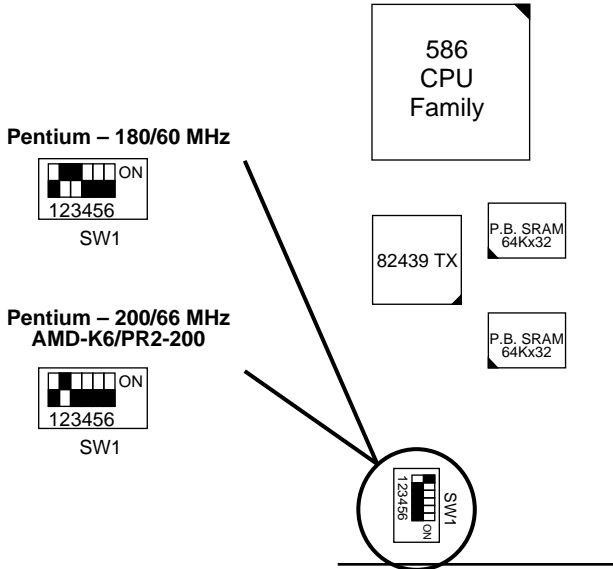 586
CPU
Family
Pentium – 180/60 MHz
ON
123456
SW1
82439 TX
P.B. SRAM
64Kx32
Pentium – 200/66 MHz
AMD-K6/PR2-200
ON
123456
SW1
P.B. SRAM
64Kx32
SW1
123456
ON